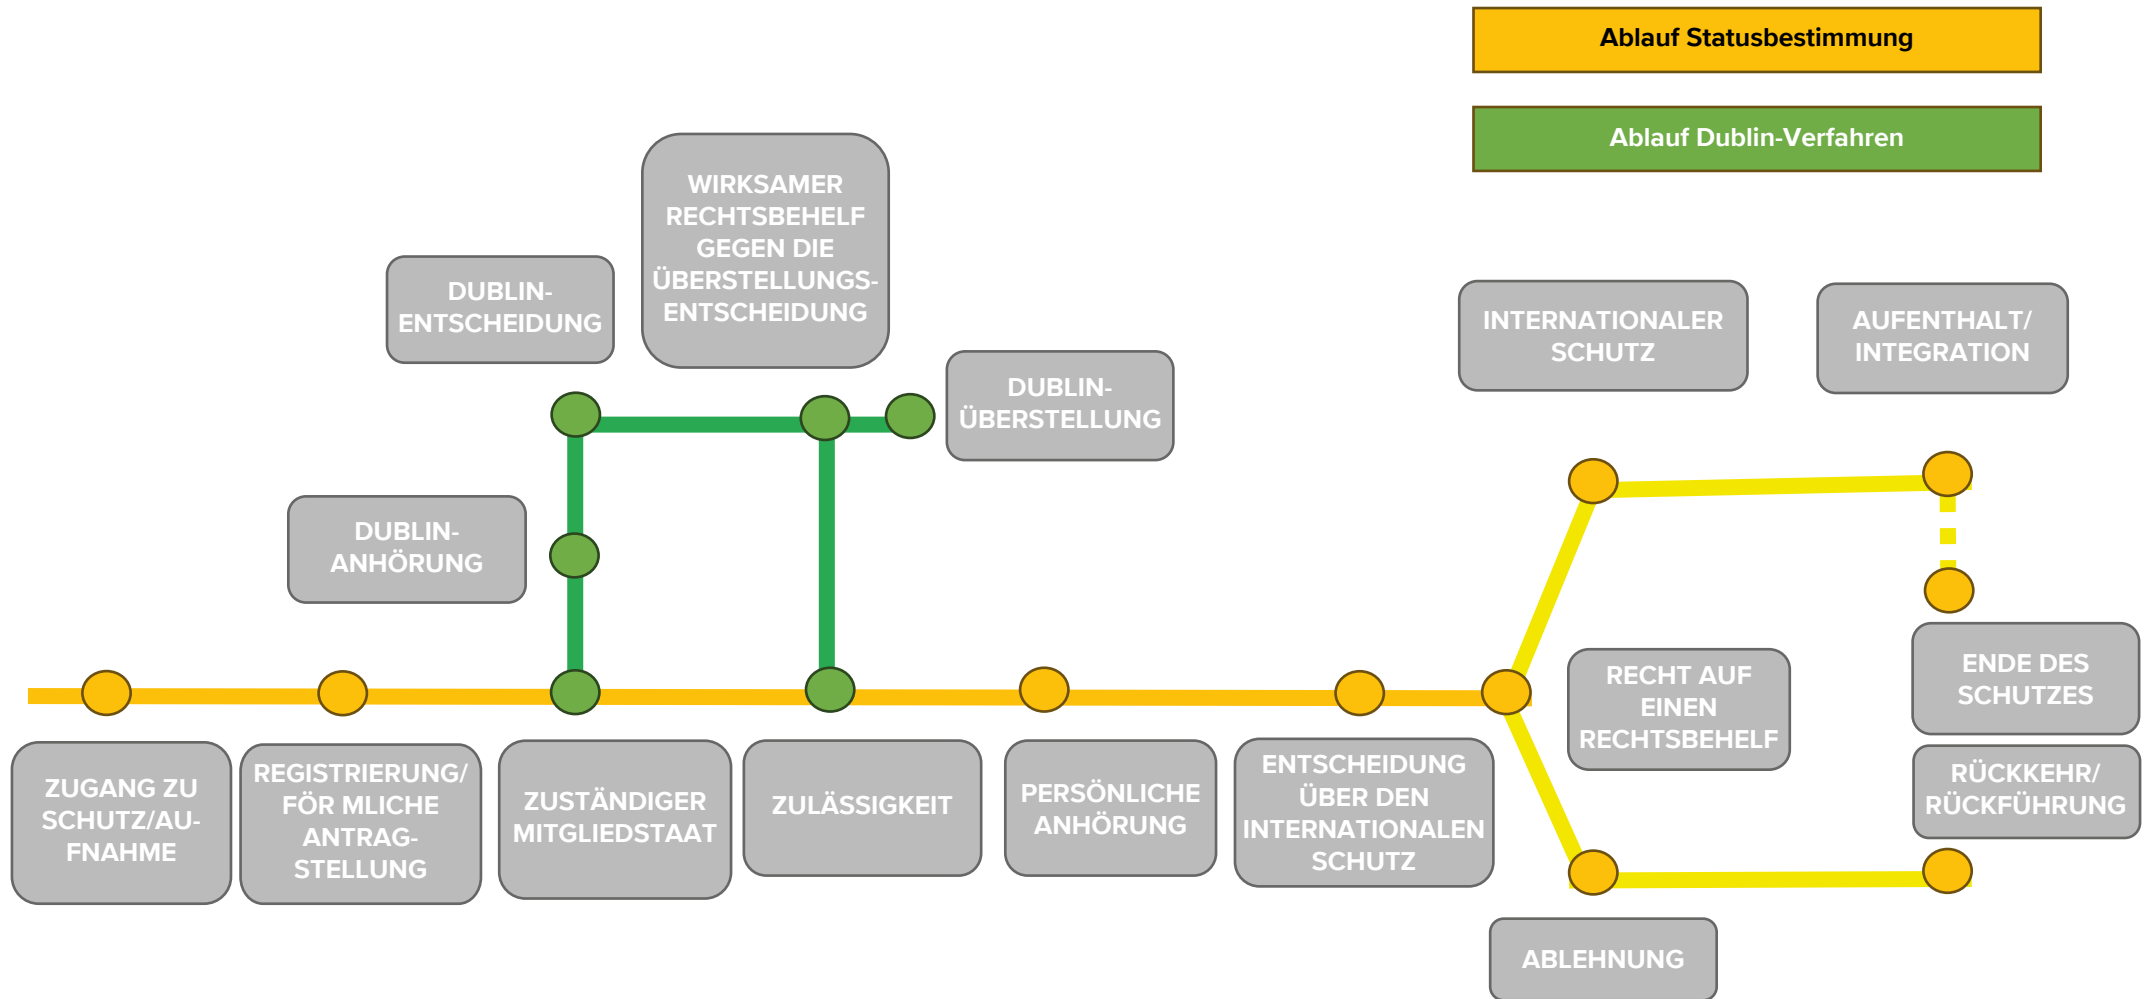 Ablauf Statusbestimmung
Ablauf Dublin-Verfahren
WIRKSAMER
RECHTSBEHELF
GEGEN DIE
ÜBERSTELLUNGS-
ENTSCHEIDUNG
DUBLIN-
ENTSCHEIDUNG
INTERNATIONALER
SCHUTZ
AUFENTHALT/
INTEGRATION
DUBLIN-
ÜBERSTELLUNG
DUBLIN-
ANHÖRUNG
RECHT AUF
EINEN
RECHTSBEHELF
ENDE DES
SCHUTZES
ZUGANG ZU
SCHUTZ/AU-
FNAHME
REGISTRIERUNG/
FÖR MLICHE
ANTRAG-
STELLUNG
ZUSTÄNDIGER
MITGLIEDSTAAT
ZULÄSSIGKEIT
PERSÖNLICHE
ANHÖRUNG
ENTSCHEIDUNG
ÜBER DEN
INTERNATIONALEN
SCHUTZ
RÜCKKEHR/
RÜCKFÜHRUNG
ABLEHNUNG